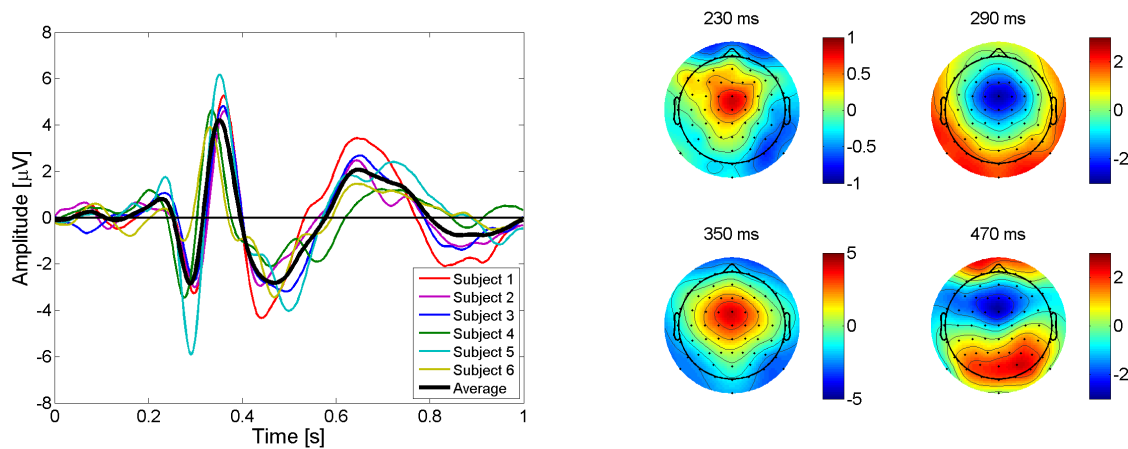 8
6
4
2
0
-2
-4
-6
-8
Amplitude [μV]
0 0.2 0.4 0.6 0.8 1
Time [s]
Subject 1
Subject 2
Subject 3
Subject 4
Subject 5
Subject 6
Average
230 ms
1
0.5
0
-0.5
-1
290 ms
2
0
-2
350 ms
5
0
-5
470 ms
2
0
-2